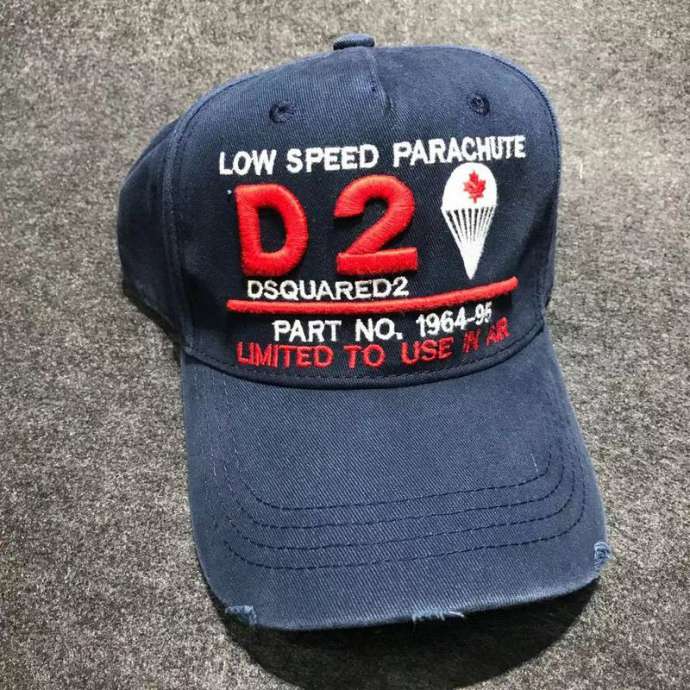 LOW SPEED PARACHUTE
D2
DSQUARED2
PART NO. 1964-95
LIMITED TO USE IN AIR